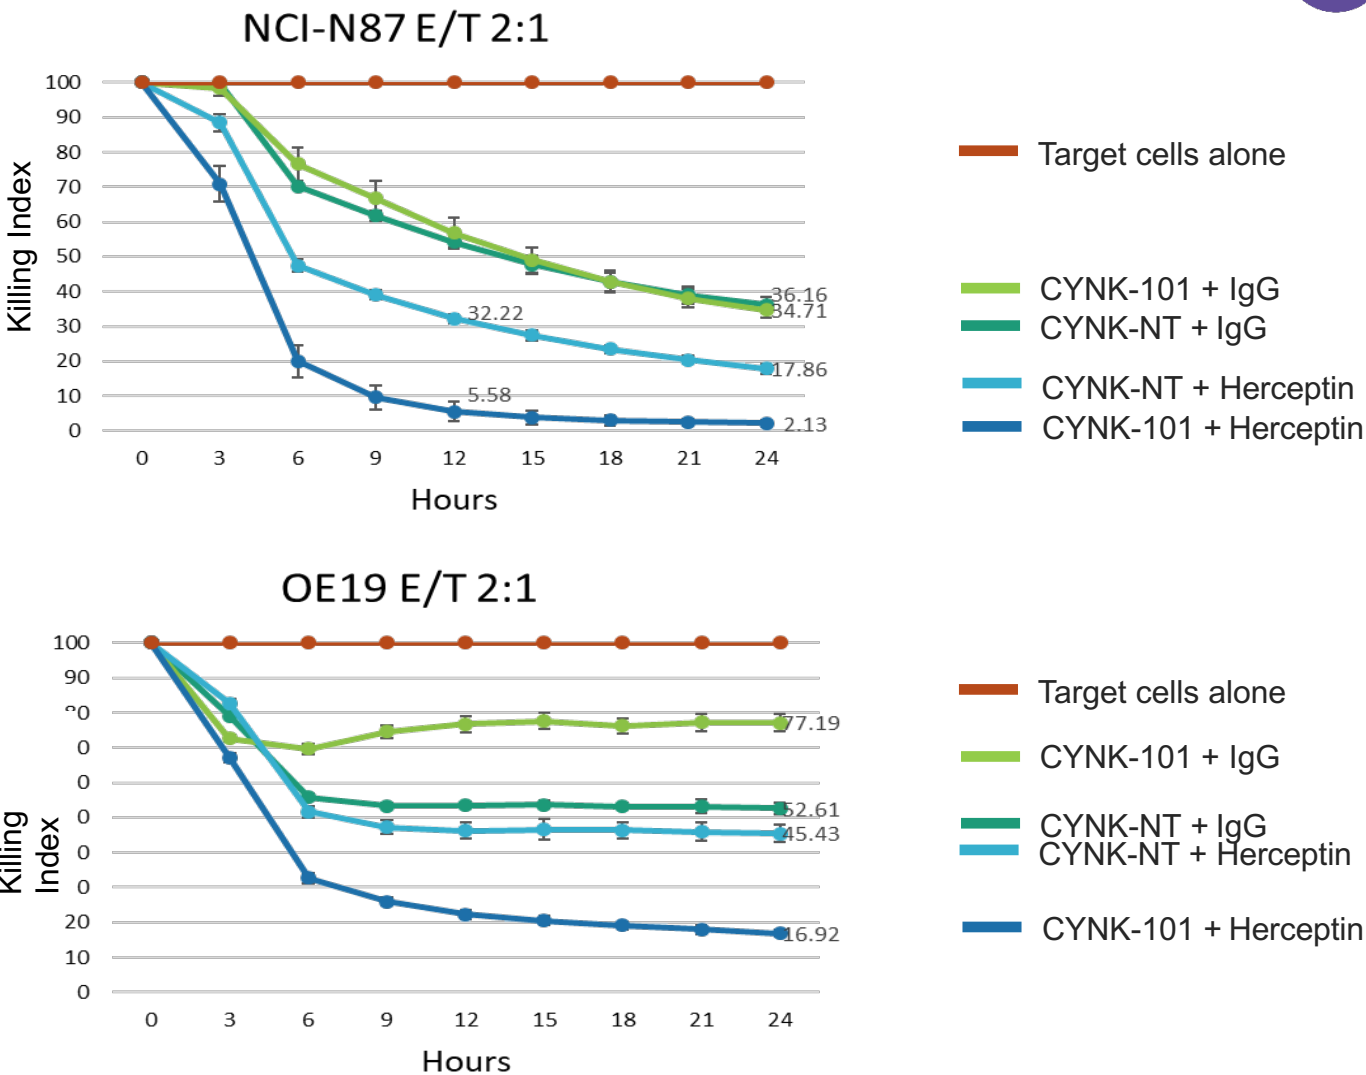 NCI-N87 E/T 2:1
Killing Index
100
90
80
70
60
50
40
30
20
10
0
32.22
5.58
36.16
34.71
17.86
2.13
0 3 6 9 12 15 18 21 24
Hours
Target cells alone
CYNK-101 + IgG
CYNK-NT + IgG
CYNK-NT + Herceptin
CYNK-101 + Herceptin
OE19 E/T 2:1
Killing
Index
100
90
0
0
0
0
0
20
10
0
77.19
52.61
45.43
16.92
0 3 6 9 12 15 18 21 24
Hours
Target cells alone
CYNK-101 + IgG
CYNK-NT + IgG
CYNK-NT + Herceptin
CYNK-101 + Herceptin